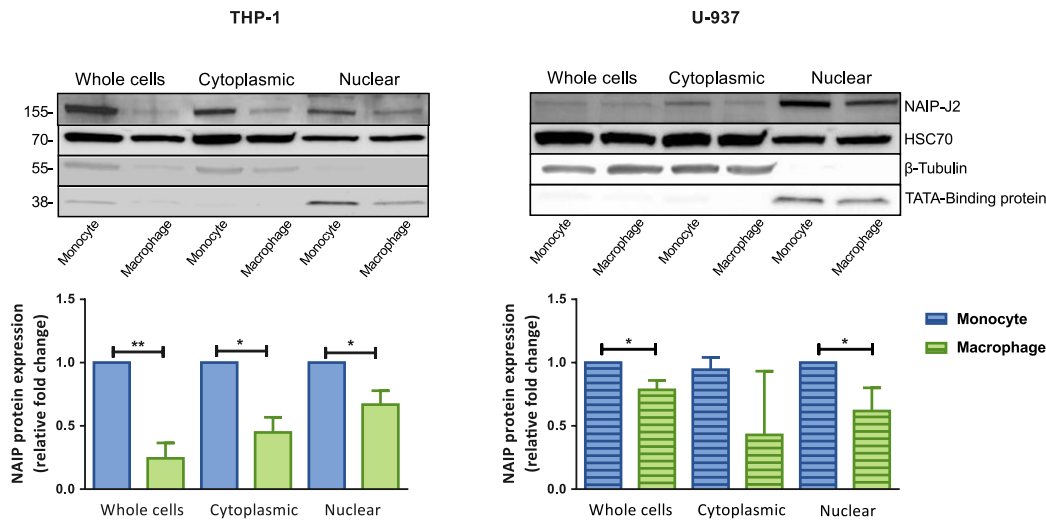 THP-1
U-937
Whole cells Cytoplasmic Nuclear
155-
70-
55-
38-
Monocyte Macrophage Monocyte Macrophage Monocyte Macrophage
Whole cells Cytoplasmic Nuclear
NAIP-J2
HSC70
β-Tubulin
TATA-Binding protein
Monocyte Macrophage Monocyte Macrophage Monocyte Macrophage
NAIP protein expression
(relative fold change)
1.5
1.0
0.5
0.0
** * *
Whole cells Cytoplasmic Nuclear
NAIP protein expression
(relative fold change)
1.5
1.0
0.5
0.0
* *
Whole cells Cytoplasmic Nuclear
Monocyte
Macrophage